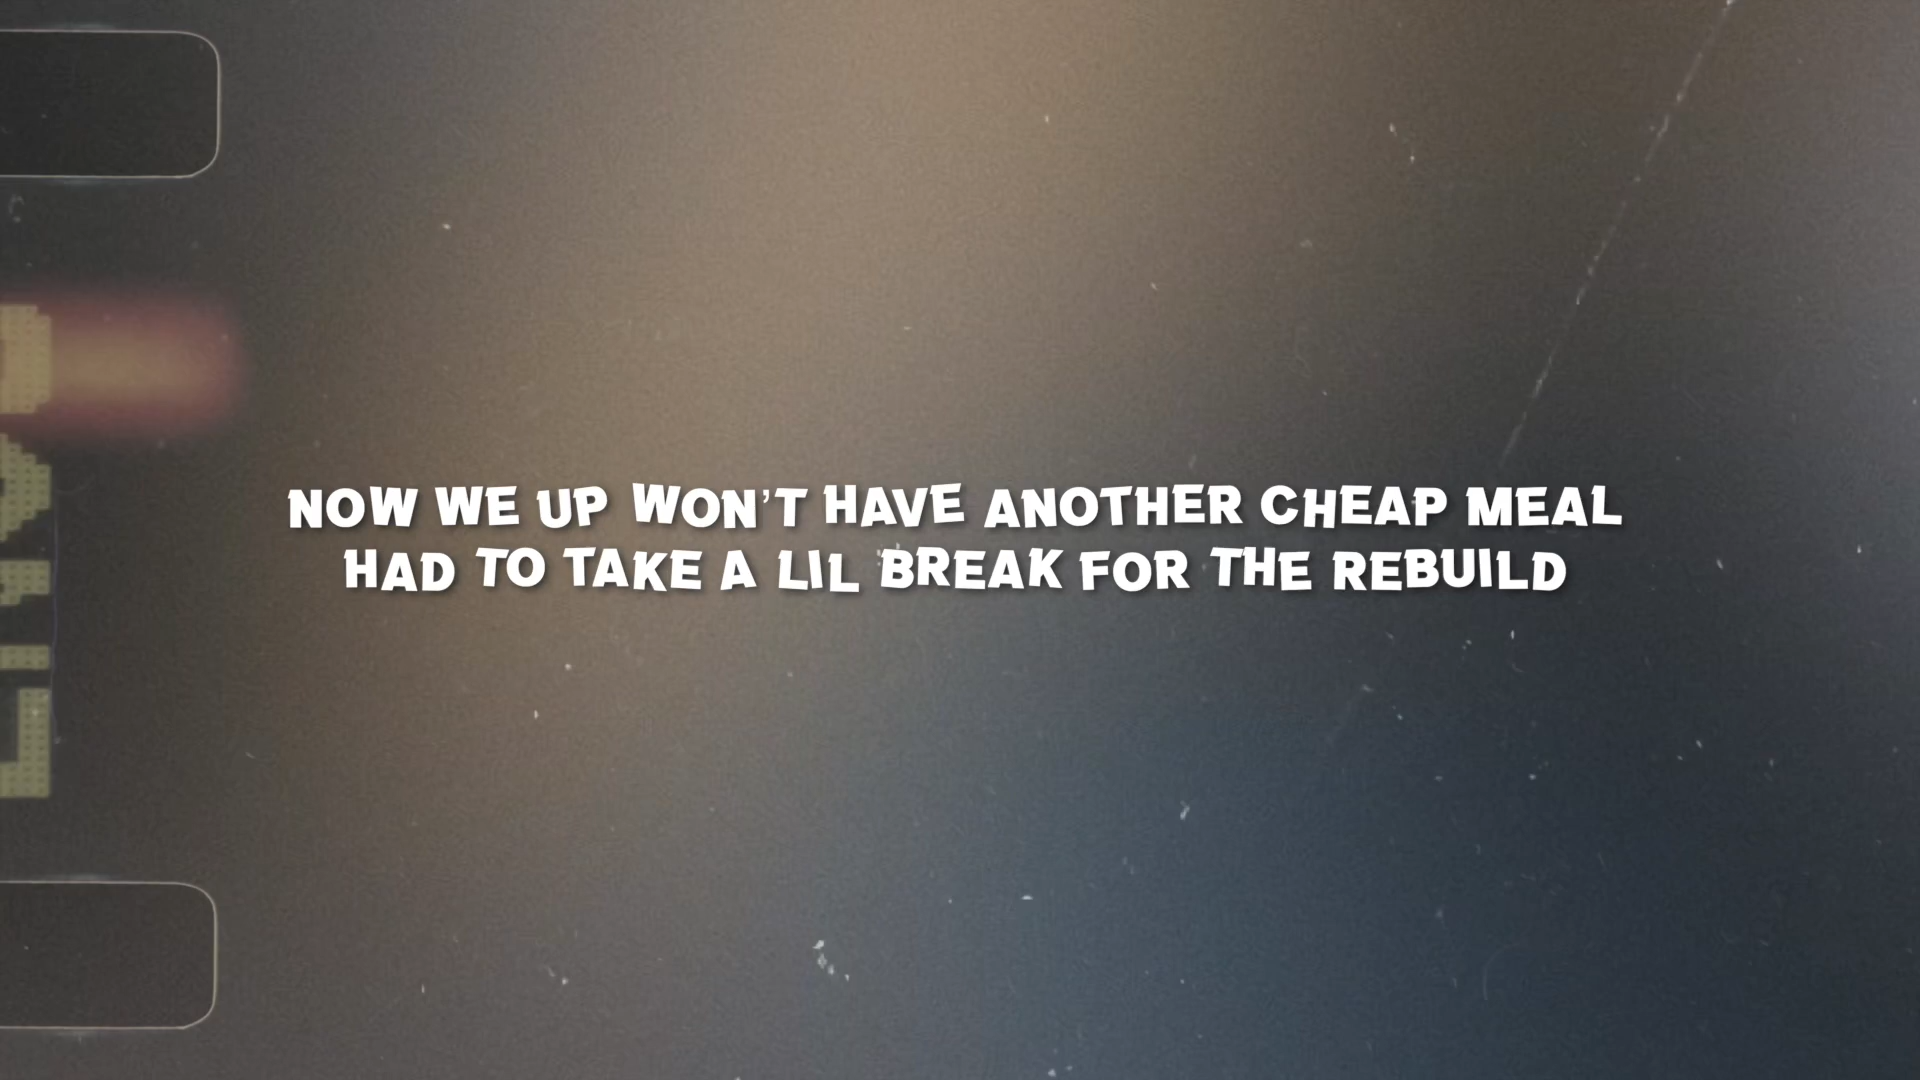 NOW WE UP WON'T HAVE ANOTHER CHEAP MEAL
HAD TO TAKE A LIL BREAK FOR THE REBUILD